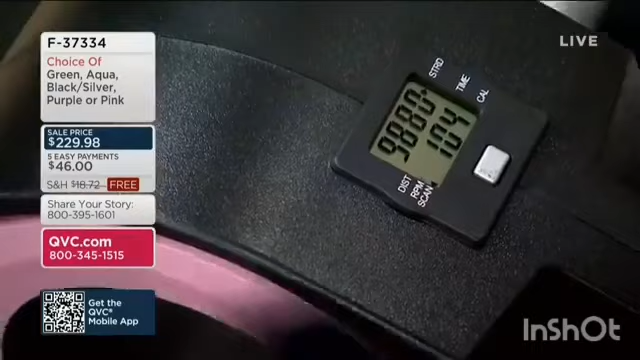 F-37334
Choice Of
Green, Aqua,
Black/Silver,
Purple or Pink
SALE PRICE
$229.98
5 EASY PAYMENTS
$46.00
S&H $18.72 FREE
Share Your Story:
800-395-1601
QVC.com
800-345-1515
Get the
QVC®
Mobile App
LIVE
STRD
TIME
CAL
104
DIST
RPM
SCAN
InShOt